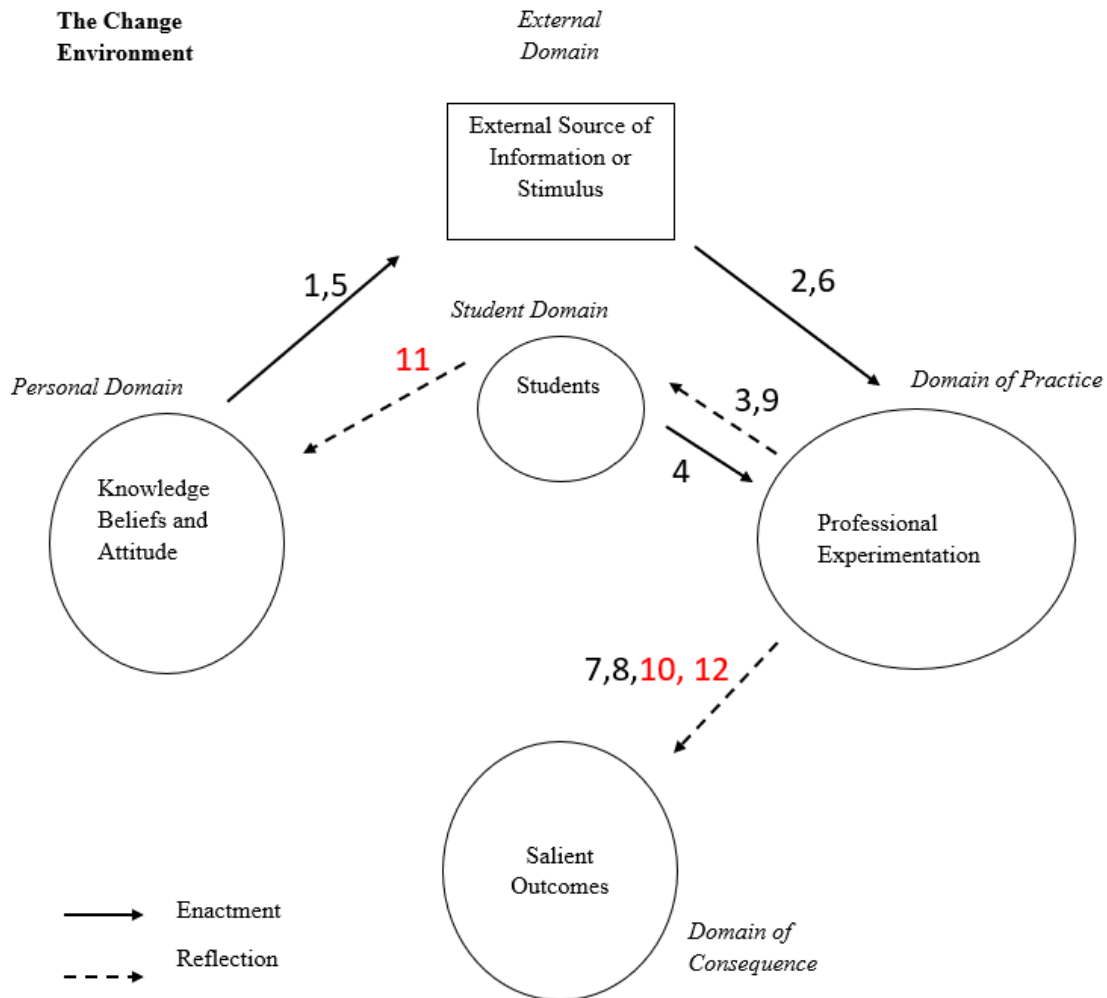 The Change
Environment
External
Domain
External Source of
Information or
Stimulus
1,5
2,6
Student Domain
11
Students
Personal Domain
3,9
Domain of Practice
4
Knowledge
Beliefs and
Attitude
Professional
Experimentation
7,8,10, 12
Salient
Outcomes
Enactment
Reflection
Domain of
Consequence